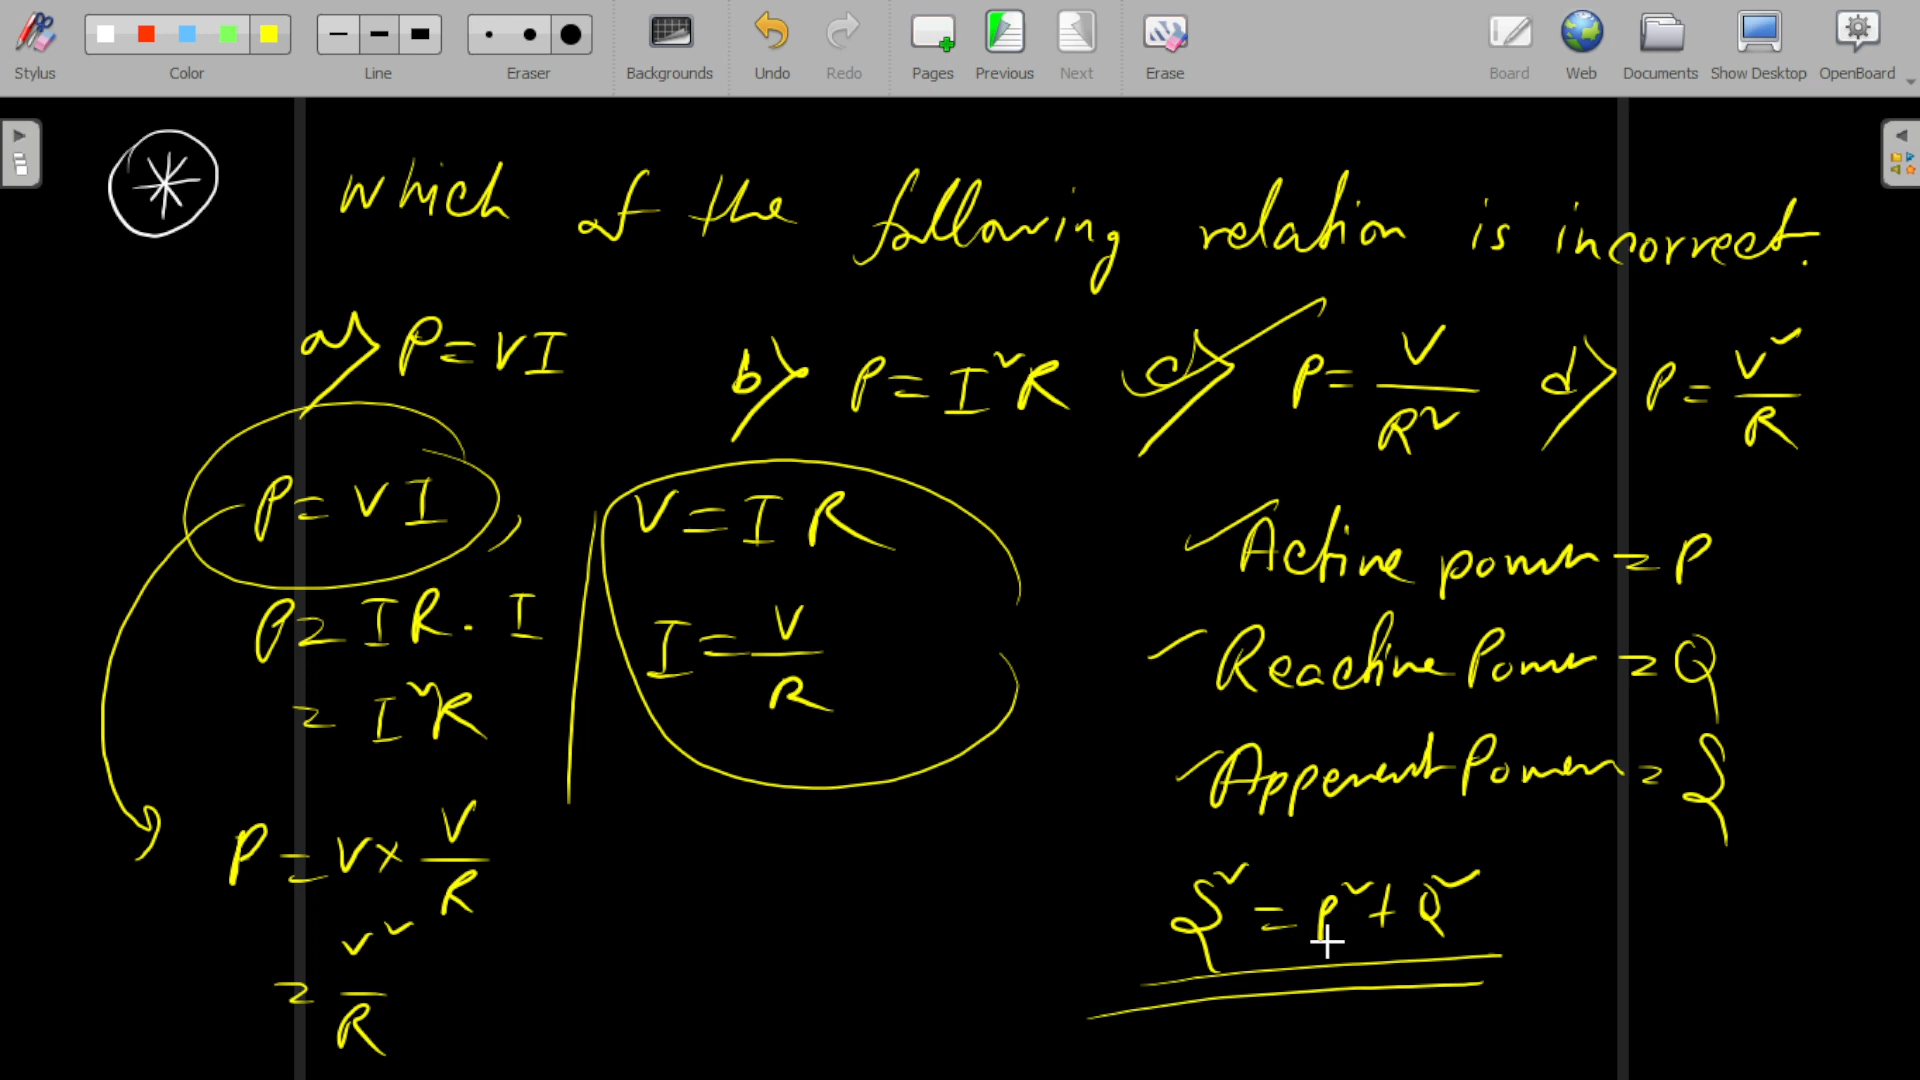 Stylus Color Line Eraser Backgrounds Undo Redo Pages Previous Next Erase Board Web Documents Show Desktop OpenBoard
Which of the following relation is incorrect.
a) P = VI b) P = I²R c) P = V/R² d) P = V²/R
P = VI
V = IR
Active power = P
P = IR. I
I = V/R
Reactive Power = Q
= I²R
Apperent Power = S
P = V × V/R
S² = P² + Q²
= V²/R